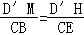 D′ M/CB = D′ H/CE